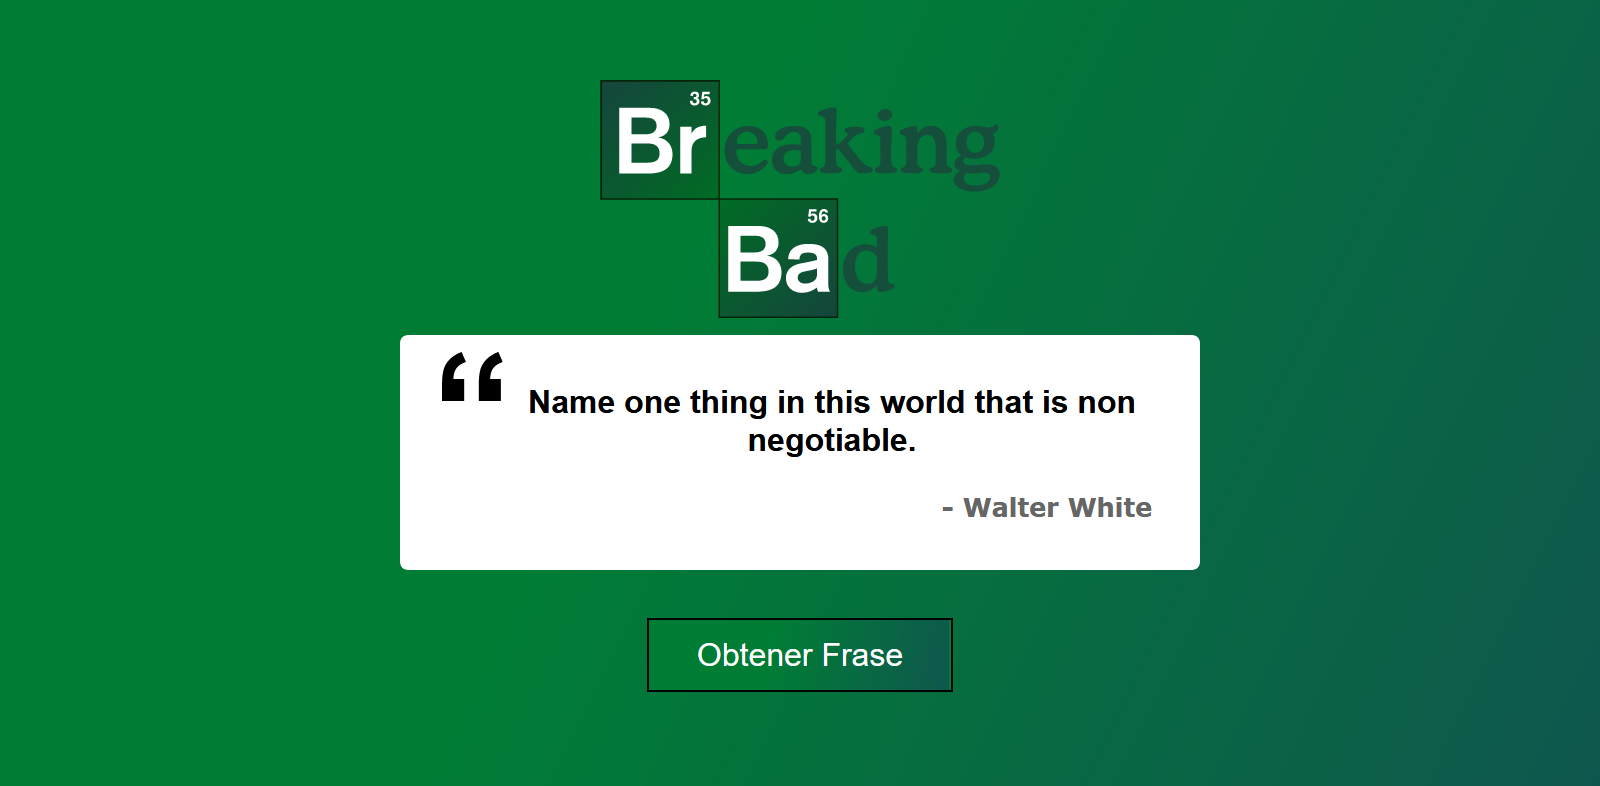 35
Breaking
56
Bad
“ Name one thing in this world that is non
negotiable.
- Walter White
Obtener Frase